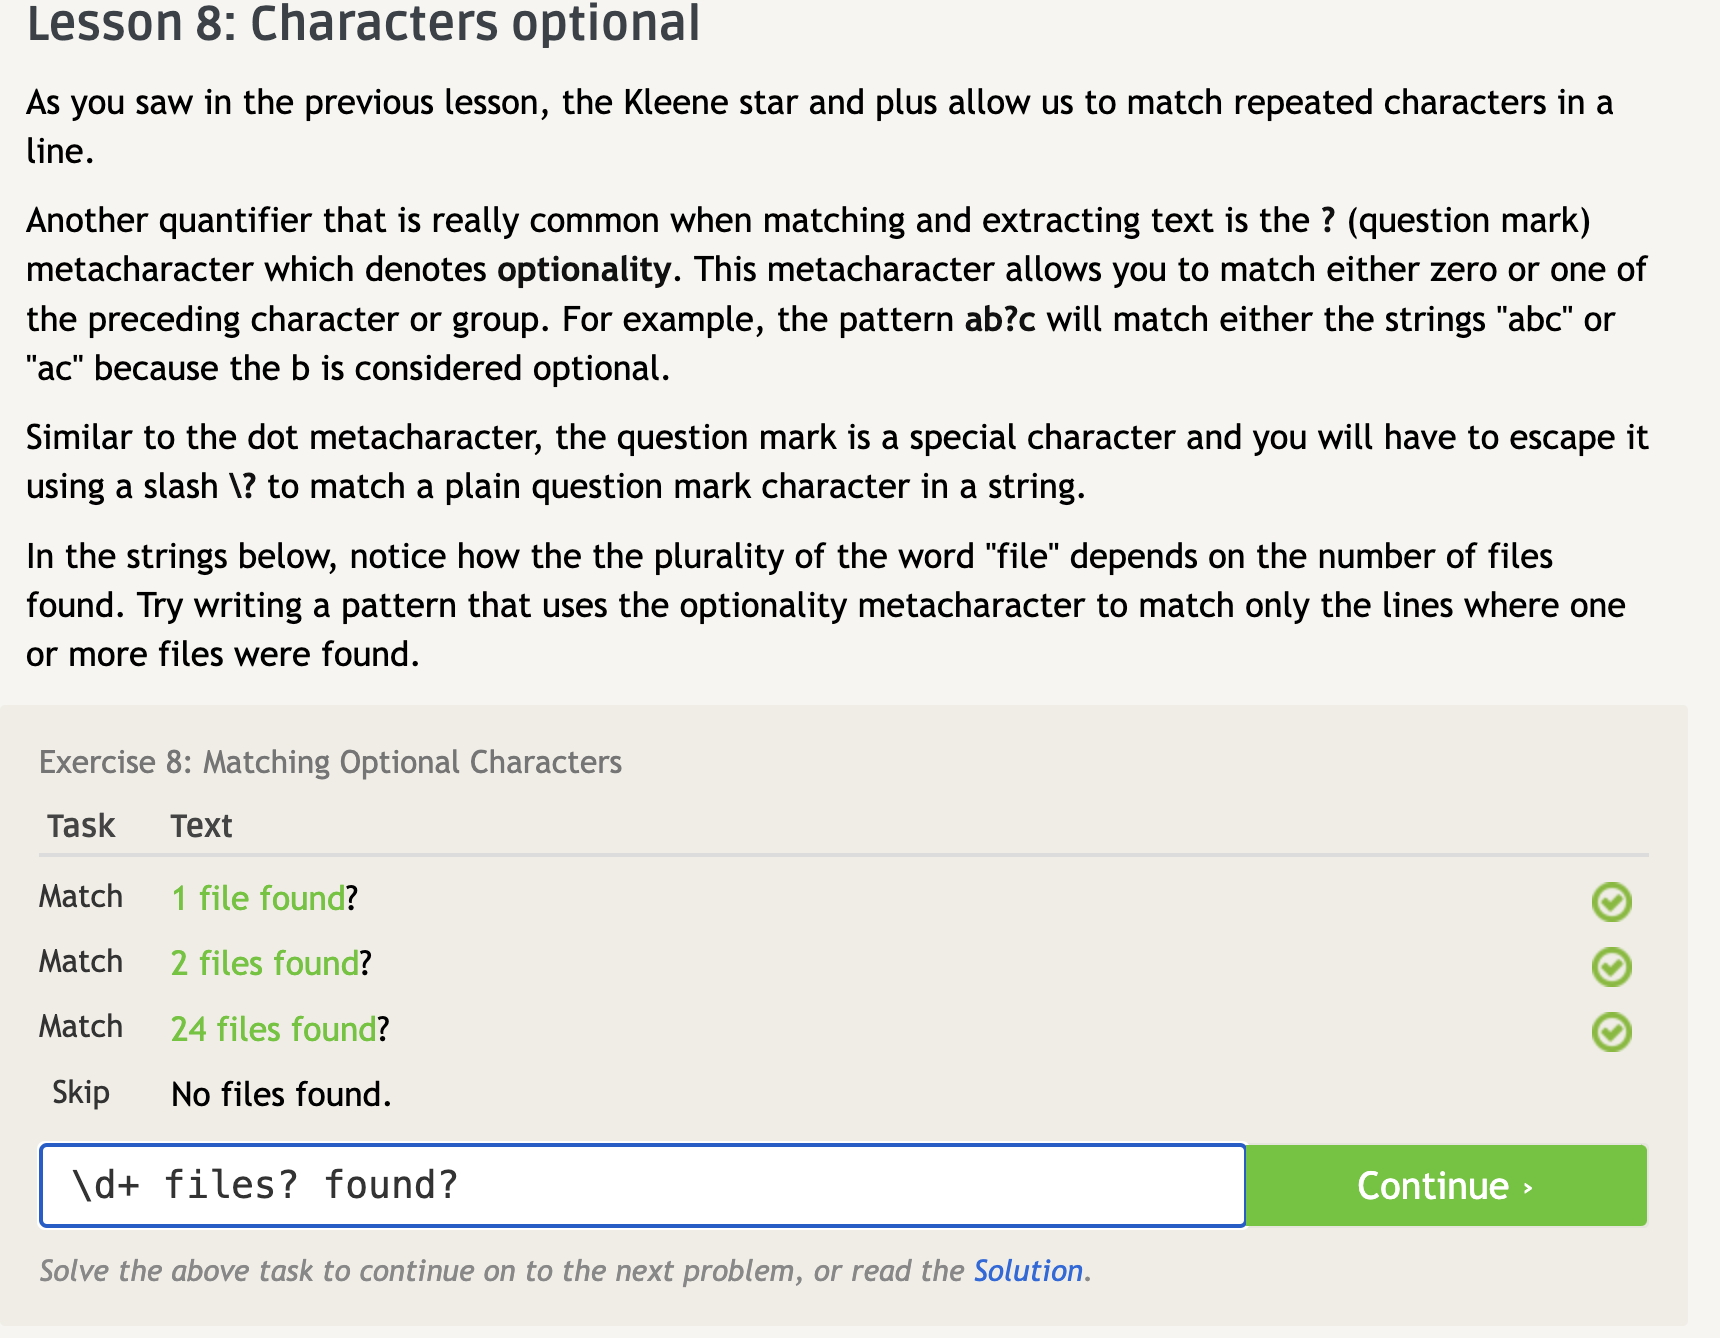 Lesson 8: Characters optional
As you saw in the previous lesson, the Kleene star and plus allow us to match repeated characters in a
line.
Another quantifier that is really common when matching and extracting text is the ? (question mark)
metacharacter which denotes optionality. This metacharacter allows you to match either zero or one of
the preceding character or group. For example, the pattern ab?c will match either the strings "abc" or
"ac" because the b is considered optional.
Similar to the dot metacharacter, the question mark is a special character and you will have to escape it
using a slash \? to match a plain question mark character in a string.
In the strings below, notice how the the plurality of the word "file" depends on the number of files
found. Try writing a pattern that uses the optionality metacharacter to match only the lines where one
or more files were found.
Exercise 8: Matching Optional Characters
Task Text
Match 1 file found?
Match 2 files found?
Match 24 files found?
Skip No files found.
\d+ files? found? Continue ›
Solve the above task to continue on to the next problem, or read the Solution.